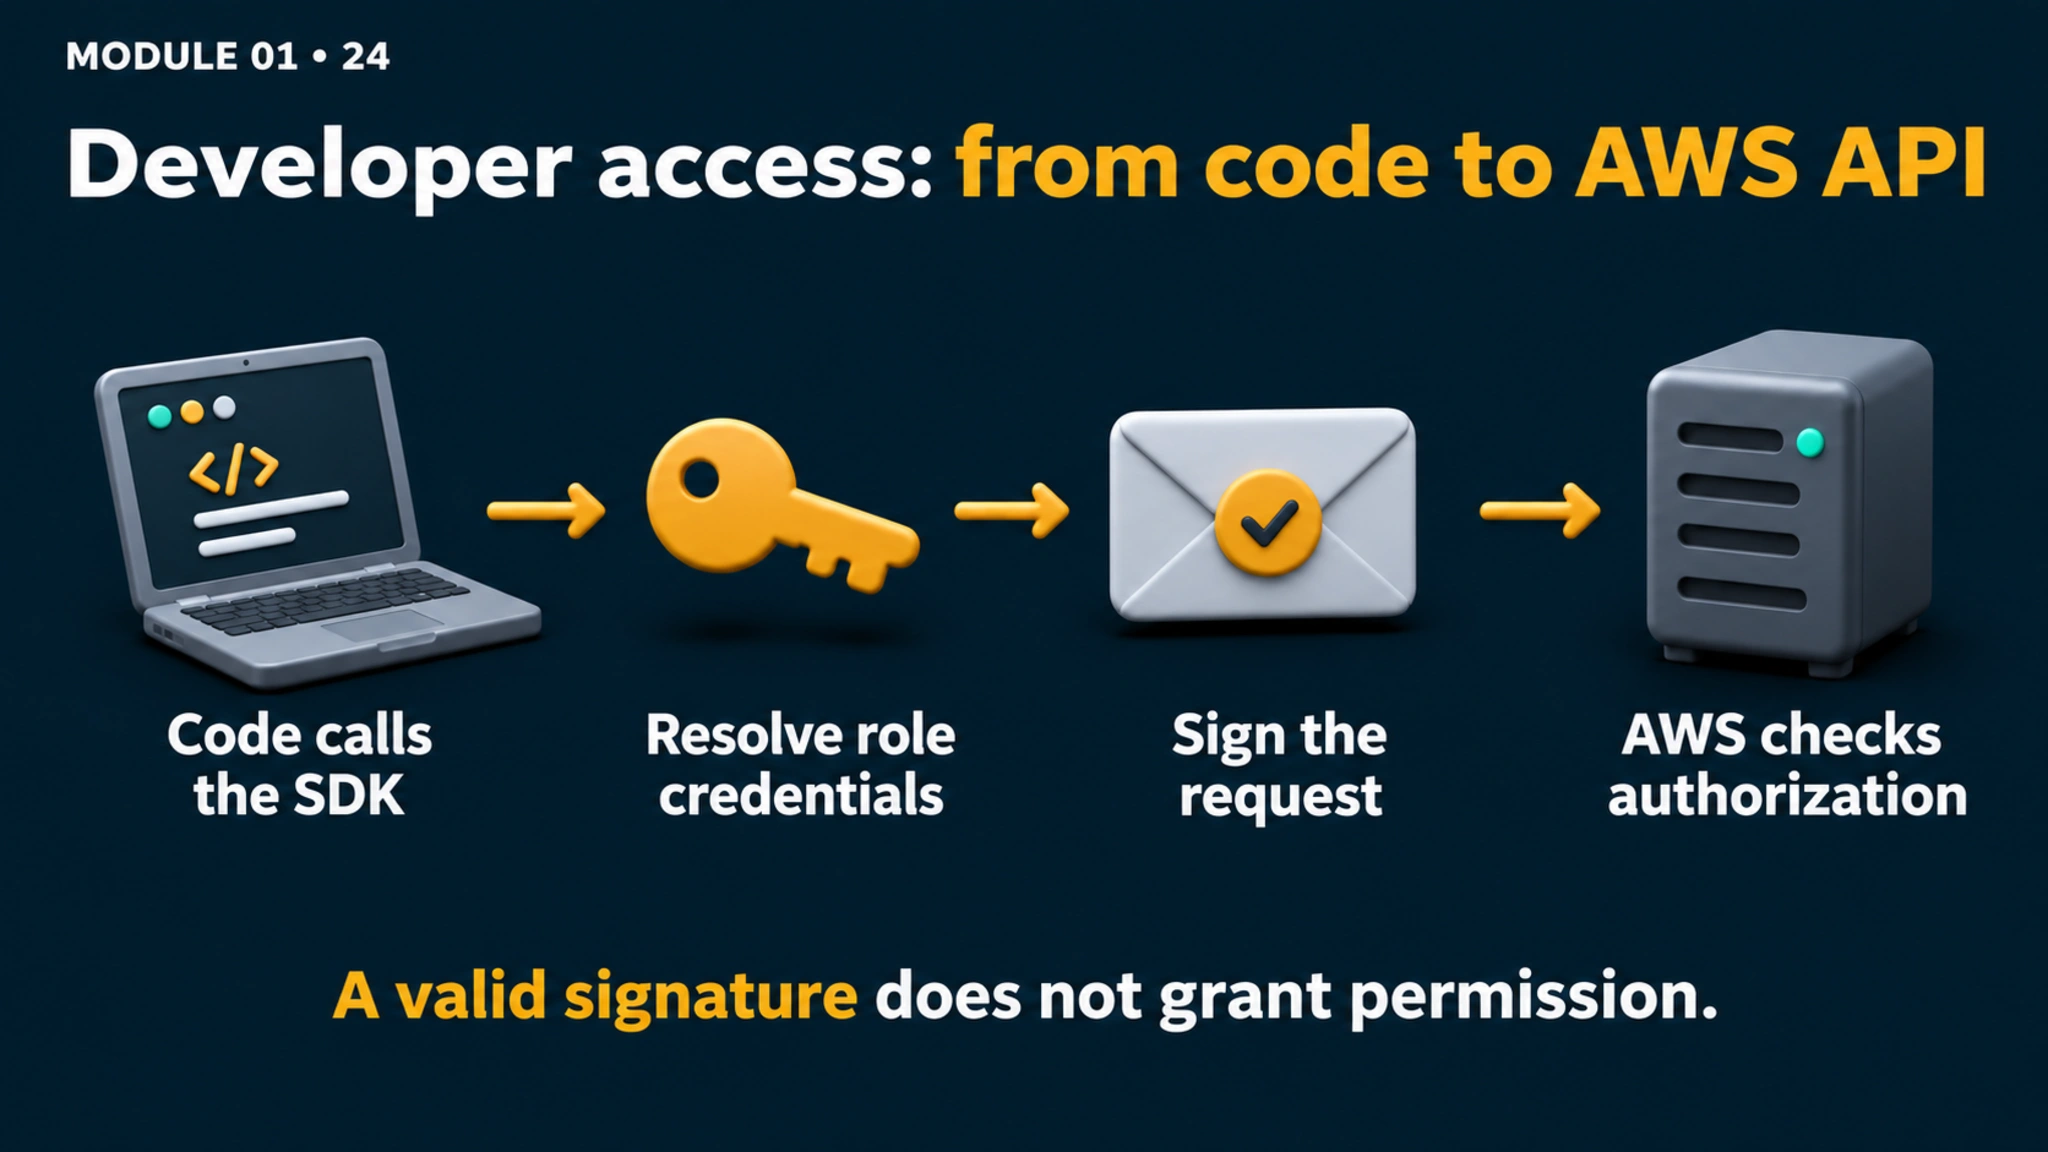 MODULE 01 • 24
Developer access: from code to AWS API
</>
Code calls
the SDK
Resolve role
credentials
Sign the
request
AWS checks
authorization
A valid signature does not grant permission.